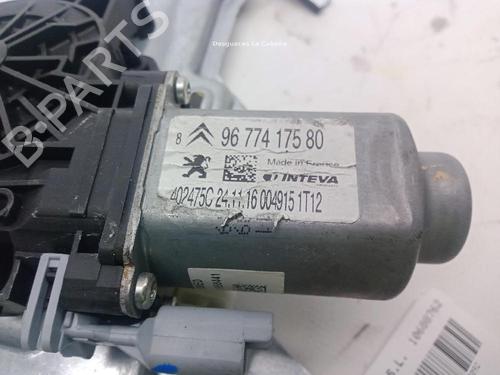 Desguaces La Cabaña
8 96 774 175 80
Made in France
INTEVA
402475C 24.11.16 004915 1T12
B-PARTS
S.L. 10600762